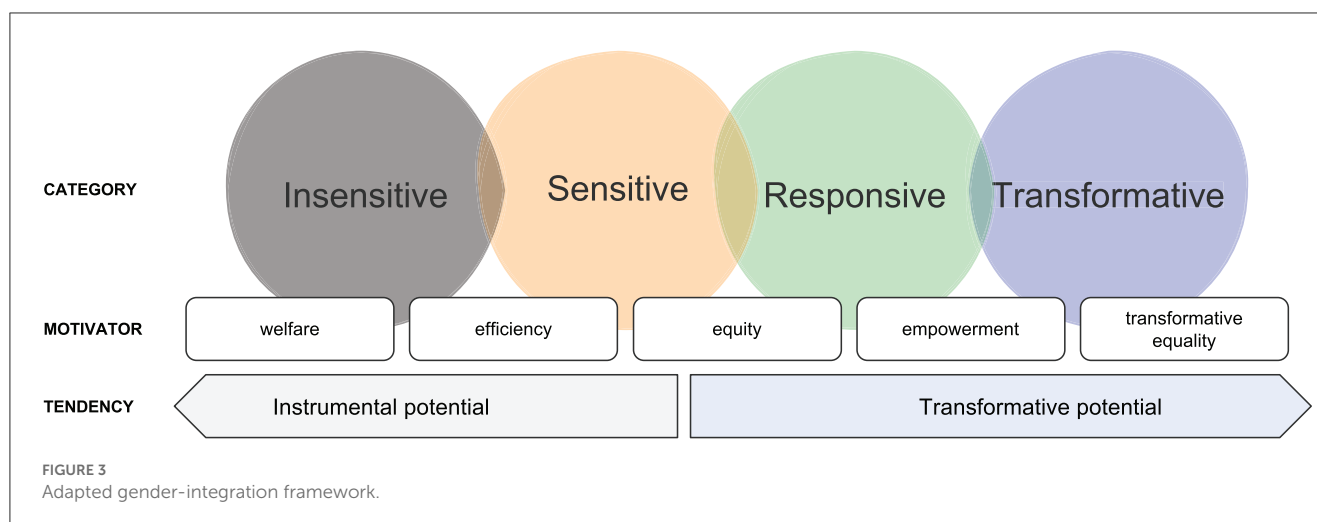 CATEGORY
Insensitive
Sensitive
Responsive
Transformative
MOTIVATOR
welfare
efficiency
equity
empowerment
transformative
equality
TENDENCY
Instrumental potential
Transformative potential
FIGURE 3
Adapted gender-integration framework.